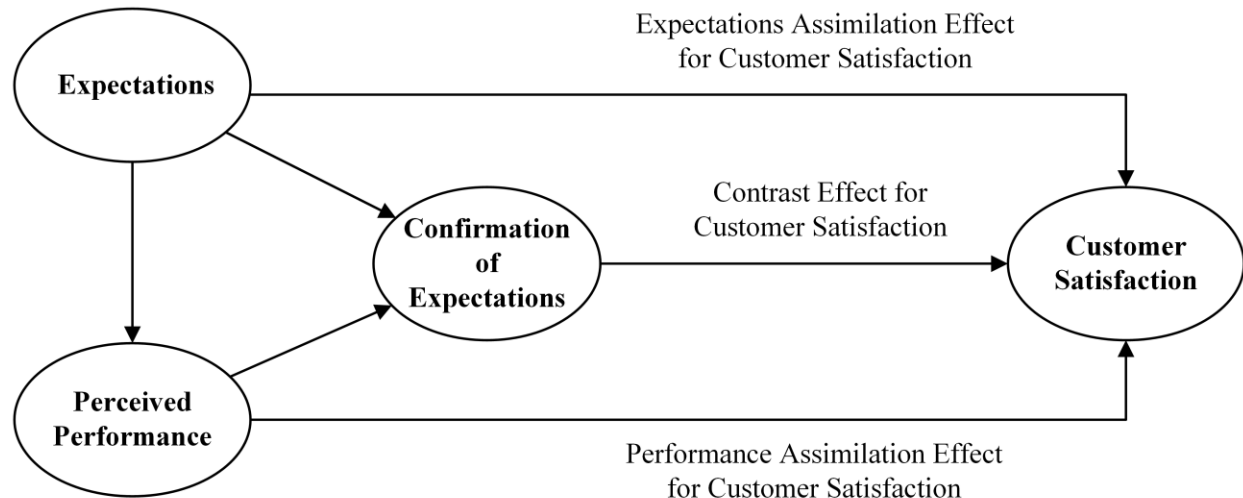 Expectations Assimilation Effect
for Customer Satisfaction
Expectations
Contrast Effect for
Customer Satisfaction
Confirmation
of
Expectations
Customer
Satisfaction
Perceived
Performance
Performance Assimilation Effect
for Customer Satisfaction